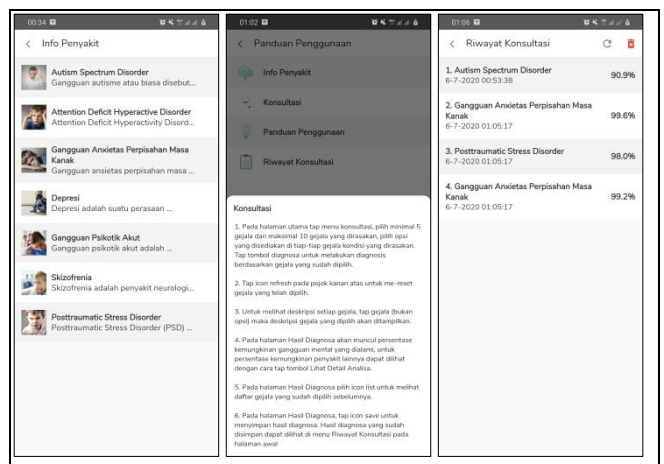 00:34
Info Penyakit
Autism Spectrum Disorder
Gangguan autisme atau biasa disebut...
Attention Deficit Hyperactive Disorder
Attention Deficit Hyperactivity Disord...
Gangguan Anxietas Perpisahan Masa
Kanak
Gangguan ansietas perpisahan masa ...
Depresi
Depresi adalah suatu perasaan ...
Gangguan Psikotik Akut
Gangguan psikotik akut adalah ...
Skizofrenia
Skizofrenia adalah penyakit neurologi...
Posttraumatic Stress Disorder
Posttraumatic Stress Disorder (PSD) ...
01:02
Panduan Penggunaan
Info Penyakit
Konsultasi
Panduan Penggunaan
Riwayat Konsultasi
Konsultasi
1. Pada halaman utama tap menu konsultasi, pilih minimal 5
gejala dan maksimal 10 gejala yang dirasakan, pilih opsi
yang disediakan di tiap-tiap gejala kondisi yang dirasakan.
Tap tombol diagnosa untuk melakukan diagnosis
berdasarkan gejala yang sudah dipilih.
2. Tap icon refresh pada pojok kanan atas untuk me-reset
gejala yang telah dipilih.
3. Untuk melihat deskripsi setiap gejala, tap gejala (bukan
opsi) maka deskripsi gejala yang dipilih akan ditampilkan.
4. Pada halaman Hasil Diagnosa akan muncul persentase
kemungkinan gangguan mental yang dialami, untuk
persentase kemungkinan penyakit lainnya dapat dilihat
dengan cara tap tombol Lihat Detail Analisa.
5. Pada halaman Hasil Diagnosa pilih icon list untuk melihat
daftar gejala yang sudah dipilih sebelumnya.
6. Pada halaman Hasil Diagnosa, tap icon save untuk
menyimpan hasil diagnosa. Hasil diagnosa yang sudah
disimpan dapat dilihat di menu Riwayat Konsultasi pada
halaman awal
01:06
Riwayat Konsultasi
1. Autism Spectrum Disorder
6-7-2020 00:53:38
90.9%
2. Gangguan Anxietas Perpisahan Masa
Kanak
6-7-2020 01:05:17
99.6%
3. Posttraumatic Stress Disorder
6-7-2020 01:05:17
98.0%
4. Gangguan Anxietas Perpisahan Masa
Kanak
6-7-2020 01:05:17
99.2%